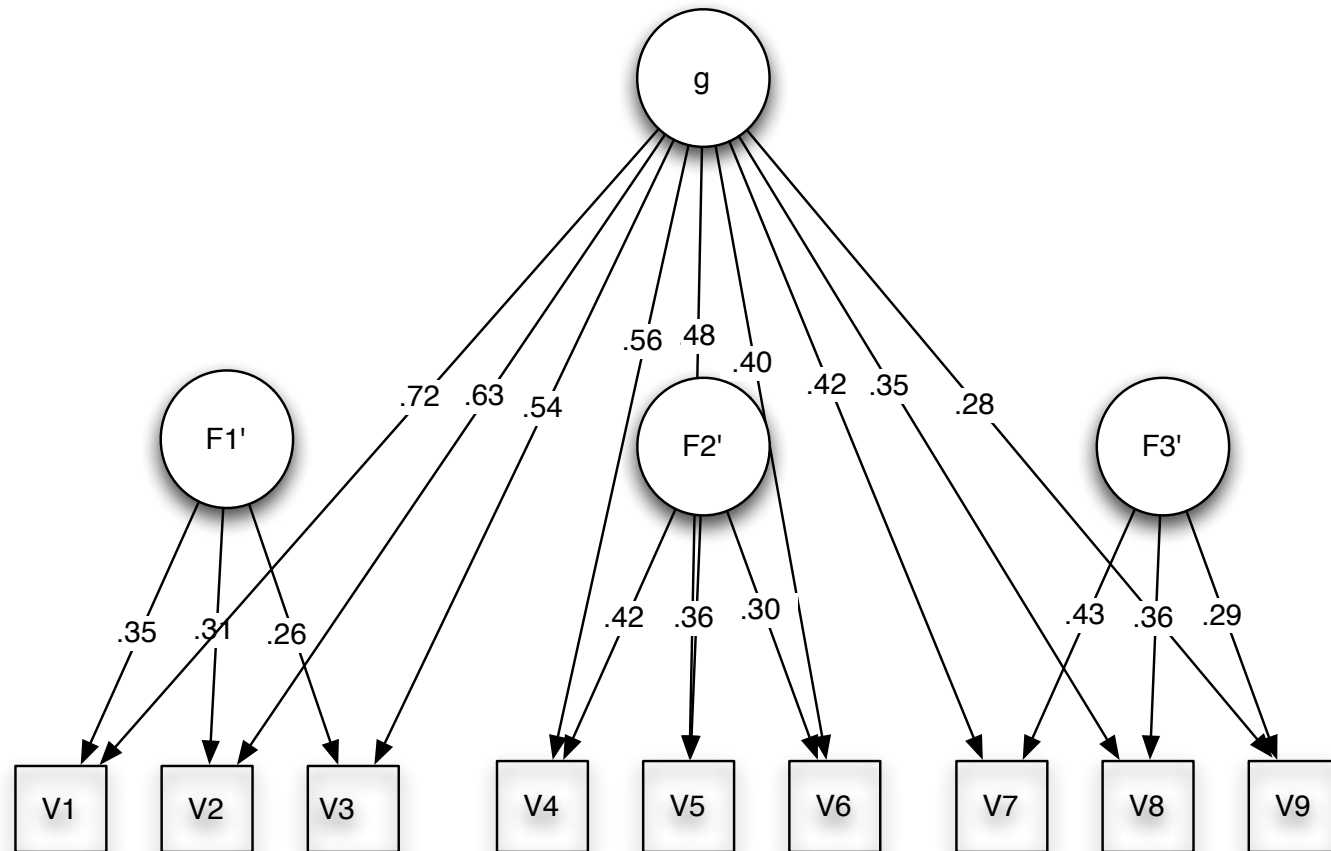 g
.56
.48
.40
.42
.35
.28
.72
.63
.54
F1'
F2'
F3'
.35
.31
.26
.42
.36
.30
.43
.36
.29
V1
V2
V3
V4
V5
V6
V7
V8
V9